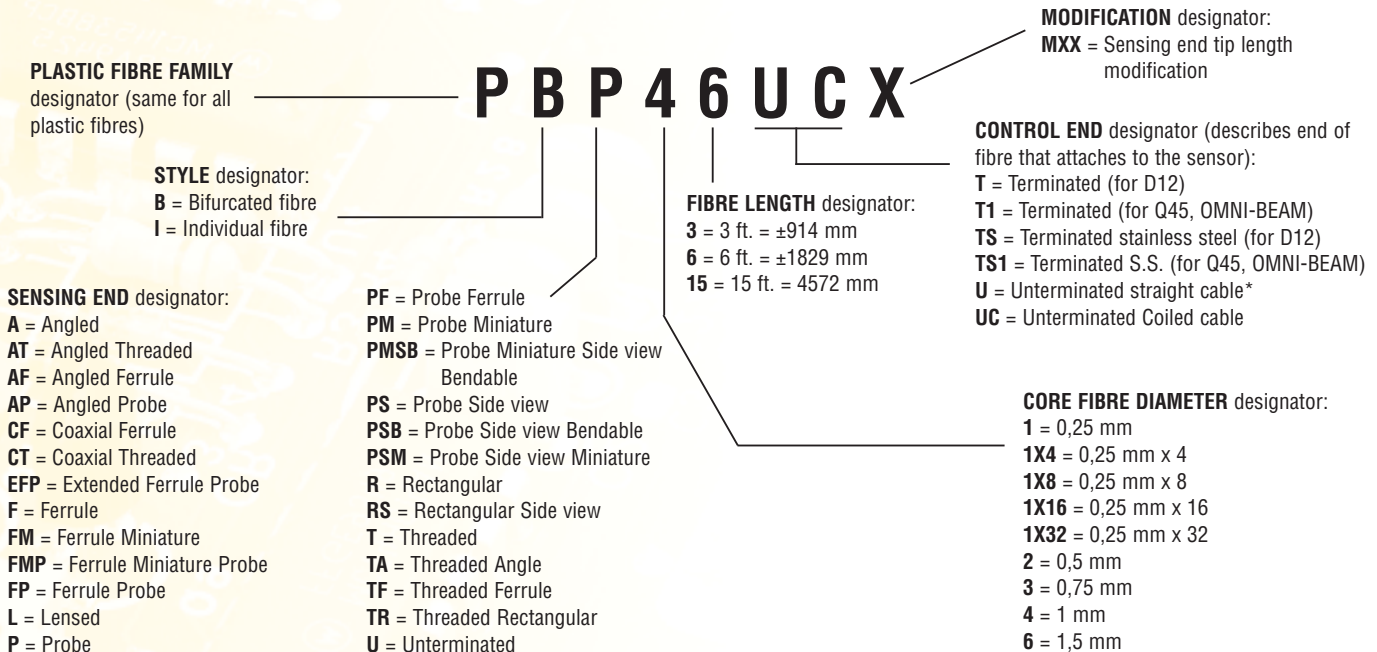 MODIFICATION designator:
MXX = Sensing end tip length
modification
PLASTIC FIBRE FAMILY
designator (same for all
plastic fibres)
P B P 4 6 U C X
STYLE designator:
B = Bifurcated fibre
I = Individual fibre
FIBRE LENGTH designator:
3 = 3 ft. = ±914 mm
6 = 6 ft. = ±1829 mm
15 = 15 ft. = 4572 mm
CONTROL END designator (describes end of
fibre that attaches to the sensor):
T = Terminated (for D12)
T1 = Terminated (for Q45, OMNI-BEAM)
TS = Terminated stainless steel (for D12)
TS1 = Terminated S.S. (for Q45, OMNI-BEAM)
U = Unterminated straight cable*
UC = Unterminated Coiled cable
SENSING END designator:
A = Angled
AT = Angled Threaded
AF = Angled Ferrule
AP = Angled Probe
CF = Coaxial Ferrule
CT = Coaxial Threaded
EFP = Extended Ferrule Probe
F = Ferrule
FM = Ferrule Miniature
FMP = Ferrule Miniature Probe
FP = Ferrule Probe
L = Lensed
P = Probe
PF = Probe Ferrule
PM = Probe Miniature
PMSB = Probe Miniature Side view
Bendable
PS = Probe Side view
PSB = Probe Side view Bendable
PSM = Probe Side view Miniature
R = Rectangular
RS = Rectangular Side view
T = Threaded
TA = Threaded Angle
TF = Threaded Ferrule
TR = Threaded Rectangular
U = Unterminated
CORE FIBRE DIAMETER designator:
1 = 0,25 mm
1X4 = 0,25 mm x 4
1X8 = 0,25 mm x 8
1X16 = 0,25 mm x 16
1X32 = 0,25 mm x 32
2 = 0,5 mm
3 = 0,75 mm
4 = 1 mm
6 = 1,5 mm